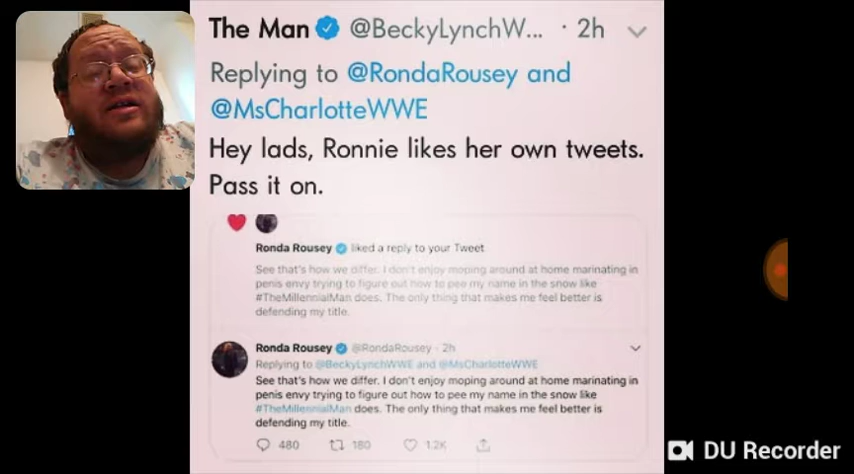 The Man @BeckyLynchW... · 2h
Replying to @RondaRousey and
@MsCharlotteWWE
Hey lads, Ronnie likes her own tweets.
Pass it on.
Ronda Rousey liked a reply to your Tweet
See that's how we differ. I don't enjoy moping around at home marinating in
penis envy trying to figure out how to pee my name in the snow like
#TheMillennialMan does. The only thing that makes me feel better is
defending my title.
Ronda Rousey @RondaRousey · 2h
Replying to @BeckyLynchWWE and @MsCharlotteWWE
See that's how we differ. I don't enjoy moping around at home marinating in
penis envy trying to figure out how to pee my name in the snow like
#TheMillennialMan does. The only thing that makes me feel better is
defending my title.
480 180 1.2K
DU Recorder